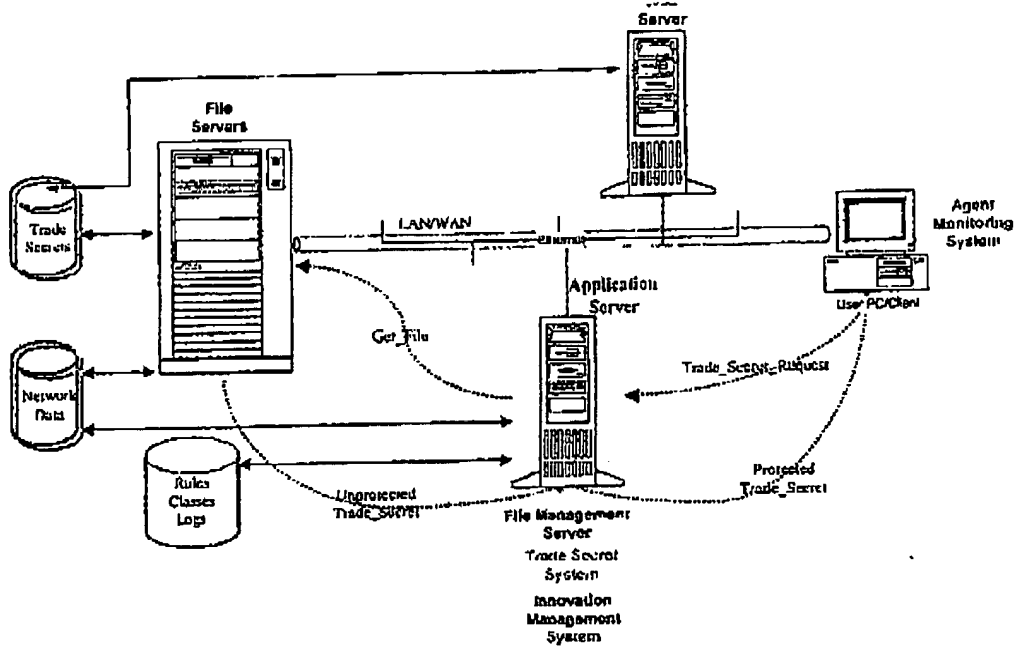 Server
File
Servers
Trade
Secrets
LAN/WAN
Ethernet
Agent
Monitoring
System
User PC/Client
Application
Server
Get_File
Trade_Secret_Request
Network
Data
Rules
Classes
Logs
Unprotected
Trade_Secret
Protected
Trade_Secret
File Management
Server
Trade Secret
System
Innovation
Management
System